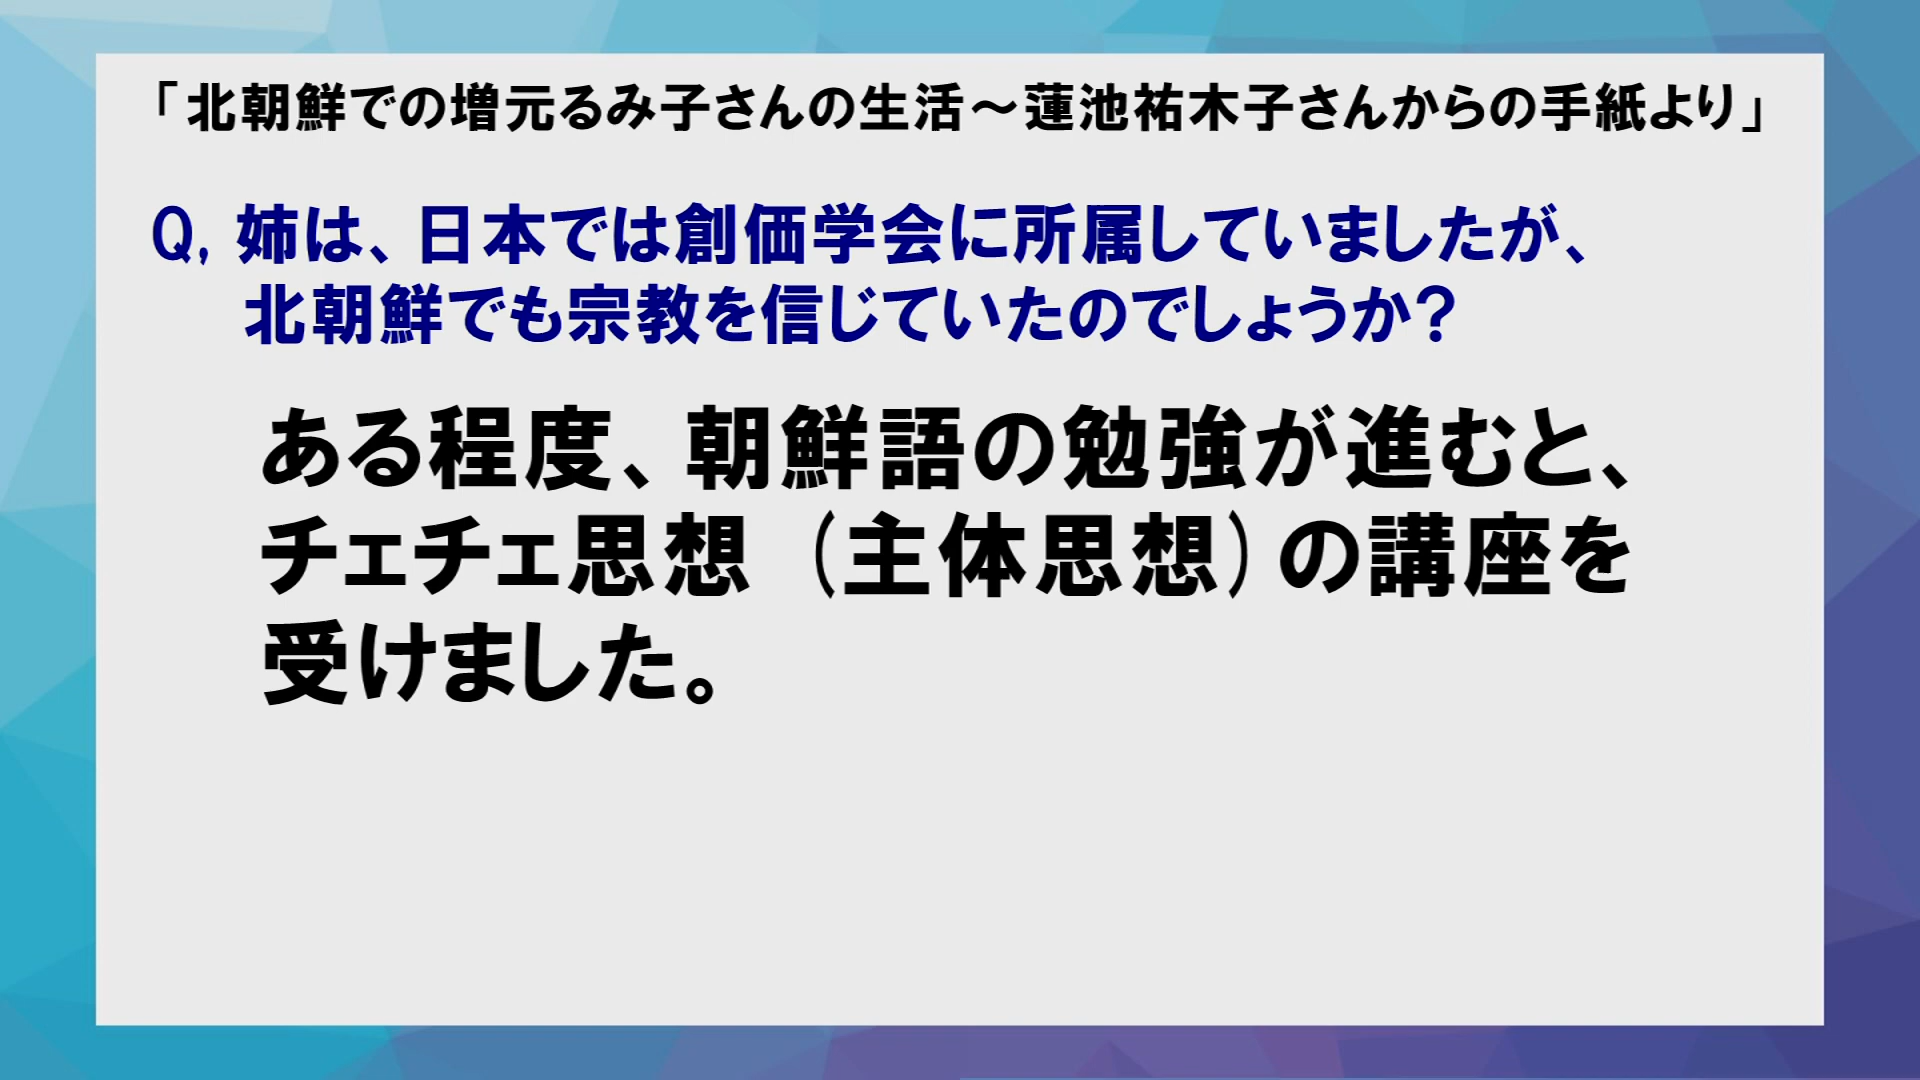 「北朝鮮での増元るみ子さんの生活～蓮池祐木子さんからの手紙より」
Q, 姉は、日本では創価学会に所属していましたが、
北朝鮮でも宗教を信じていたのでしょうか？
ある程度、朝鮮語の勉強が進むと、
チェチェ思想（主体思想）の講座を
受けました。